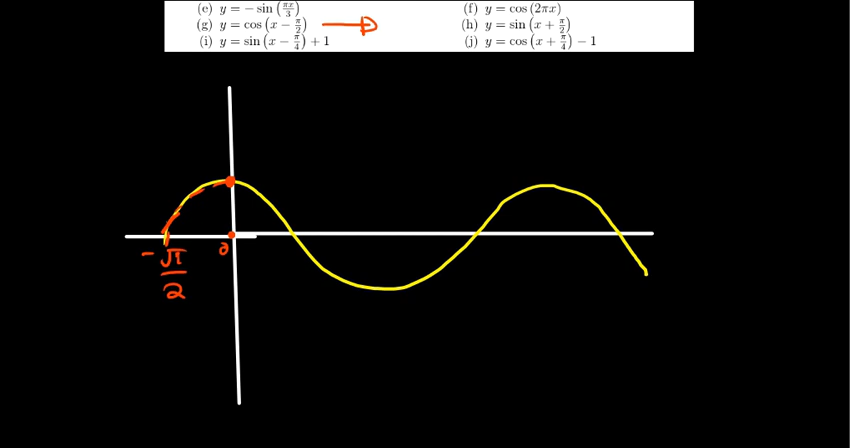 (e) y = − sin (πx/3) (f) y = cos (2πx)
(g) y = cos (x − π/2) (h) y = sin (x + π/2)
(i) y = sin (x − π/4) + 1 (j) y = cos (x + π/4) − 1
0
−π/2